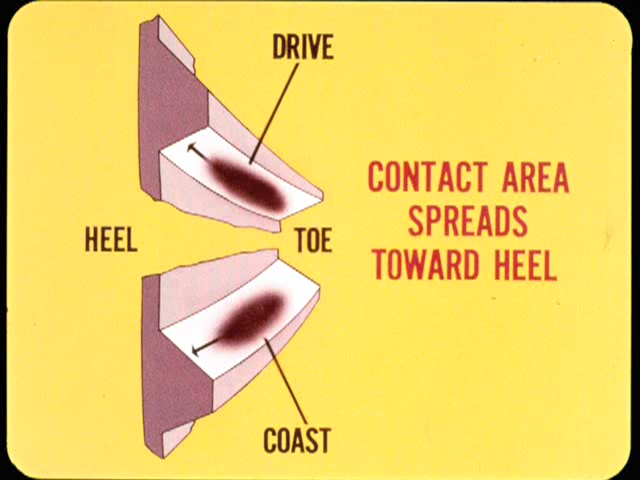 DRIVE
CONTACT AREA
SPREADS
TOWARD HEEL
HEEL
TOE
COAST